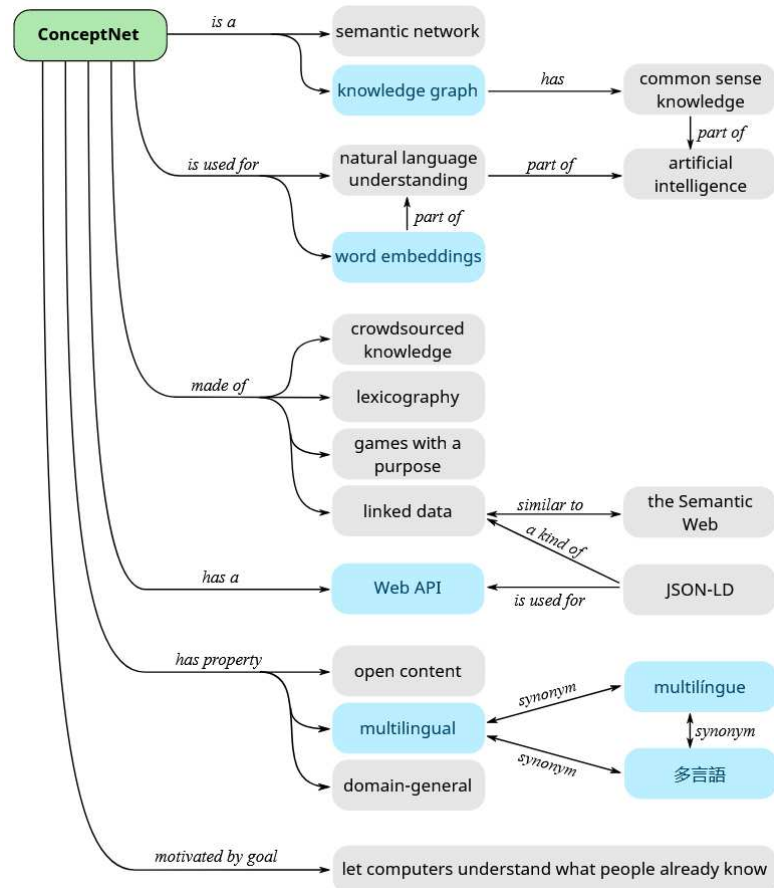 ConceptNet
is a
semantic network
knowledge graph
has
common sense
knowledge
part of
is used for
natural language
understanding
part of
artificial
intelligence
part of
word embeddings
made of
crowdsourced
knowledge
lexicography
games with a
purpose
linked data
similar to
the Semantic
Web
a kind of
has a
Web API
is used for
JSON-LD
has property
open content
multilingual
synonym
multilíngue
synonym
synonym
多言語
domain-general
motivated by goal
let computers understand what people already know